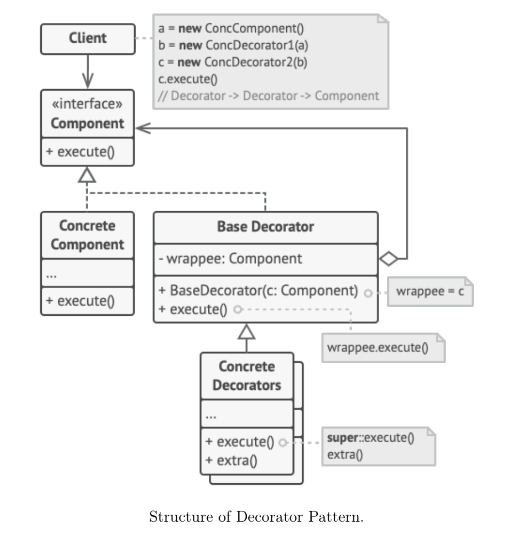 Client
a = new ConcComponent()
b = new ConcDecorator1(a)
c = new ConcDecorator2(b)
c.execute()
// Decorator -> Decorator -> Component
«interface»
Component
+ execute()
Concrete
Component
...
+ execute()
Base Decorator
- wrappee: Component
+ BaseDecorator(c: Component)
+ execute()
wrappee = c
wrappee.execute()
Concrete
Decorators
...
+ execute()
+ extra()
super::execute()
extra()
Structure of Decorator Pattern.